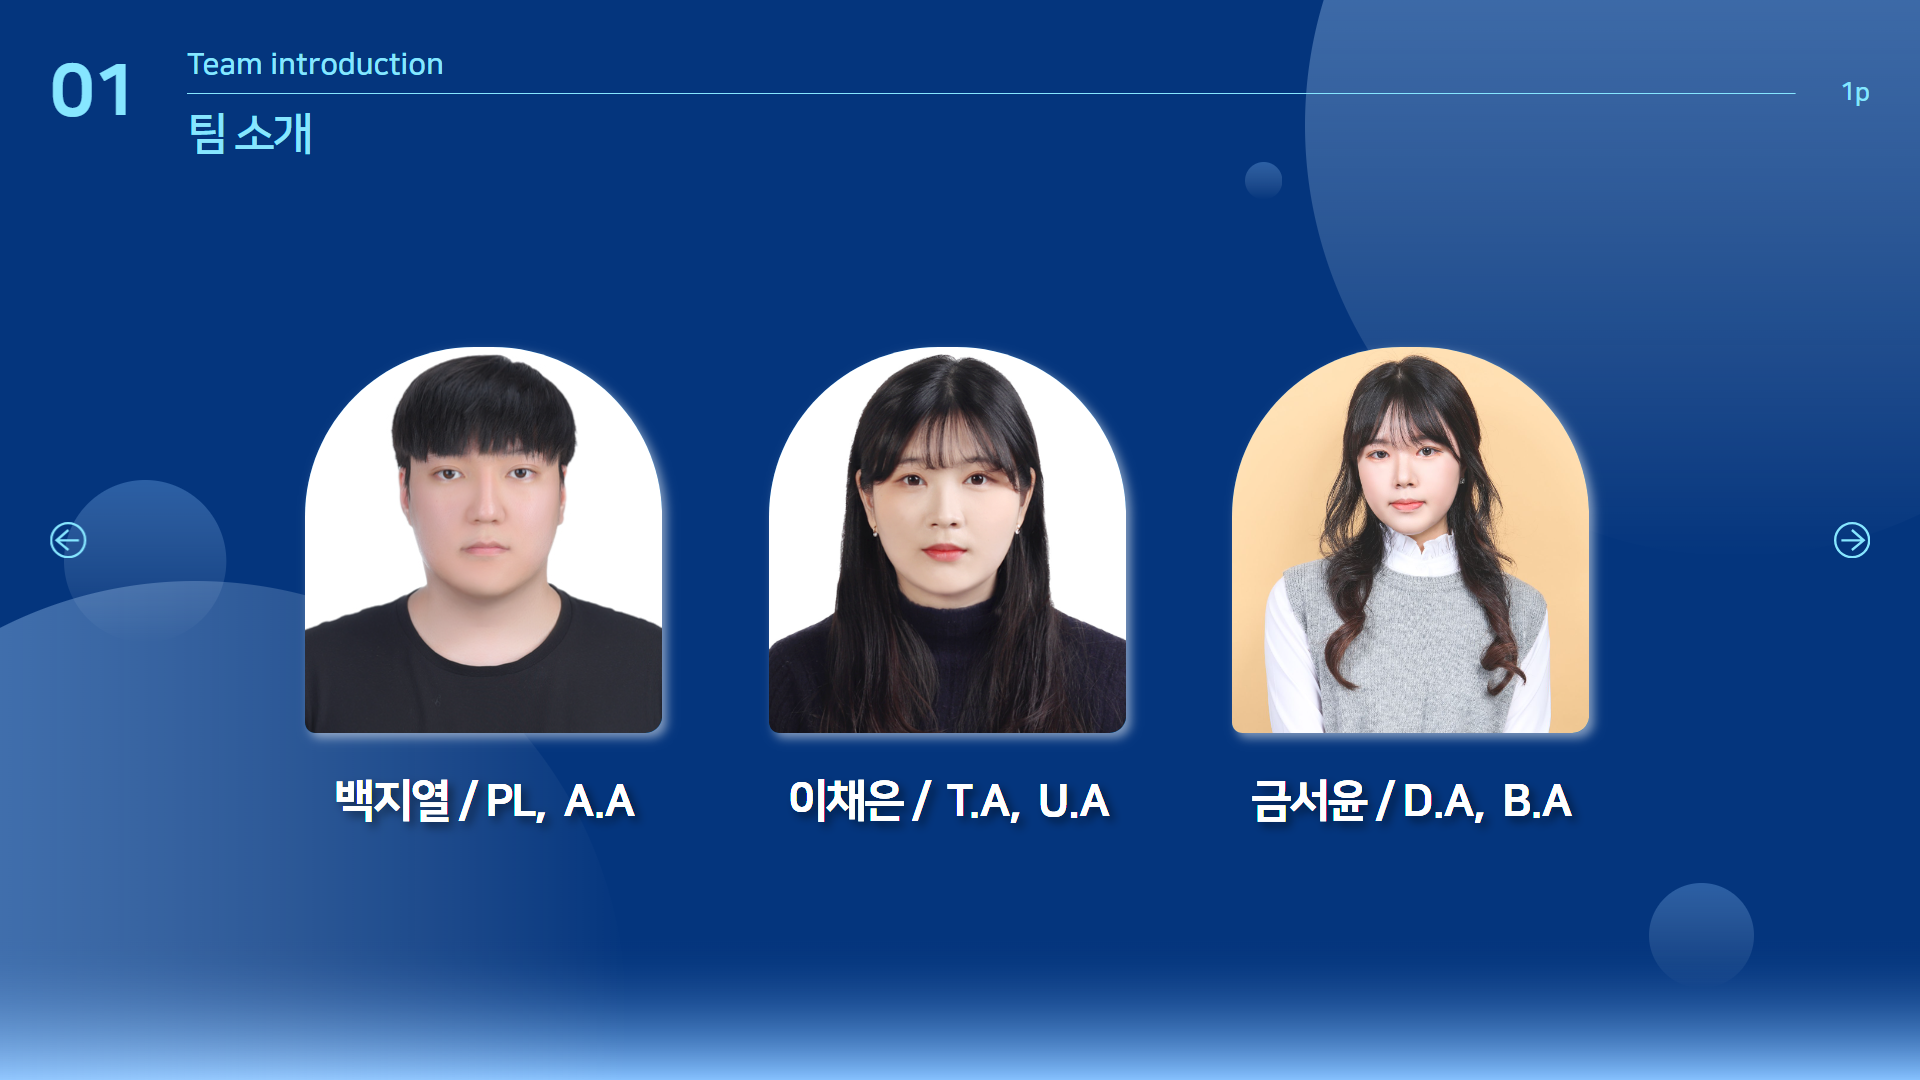 01
Team introduction
팀 소개
1p
백지열 / PL, A.A
이채은 / T.A, U.A
금서윤 / D.A, B.A